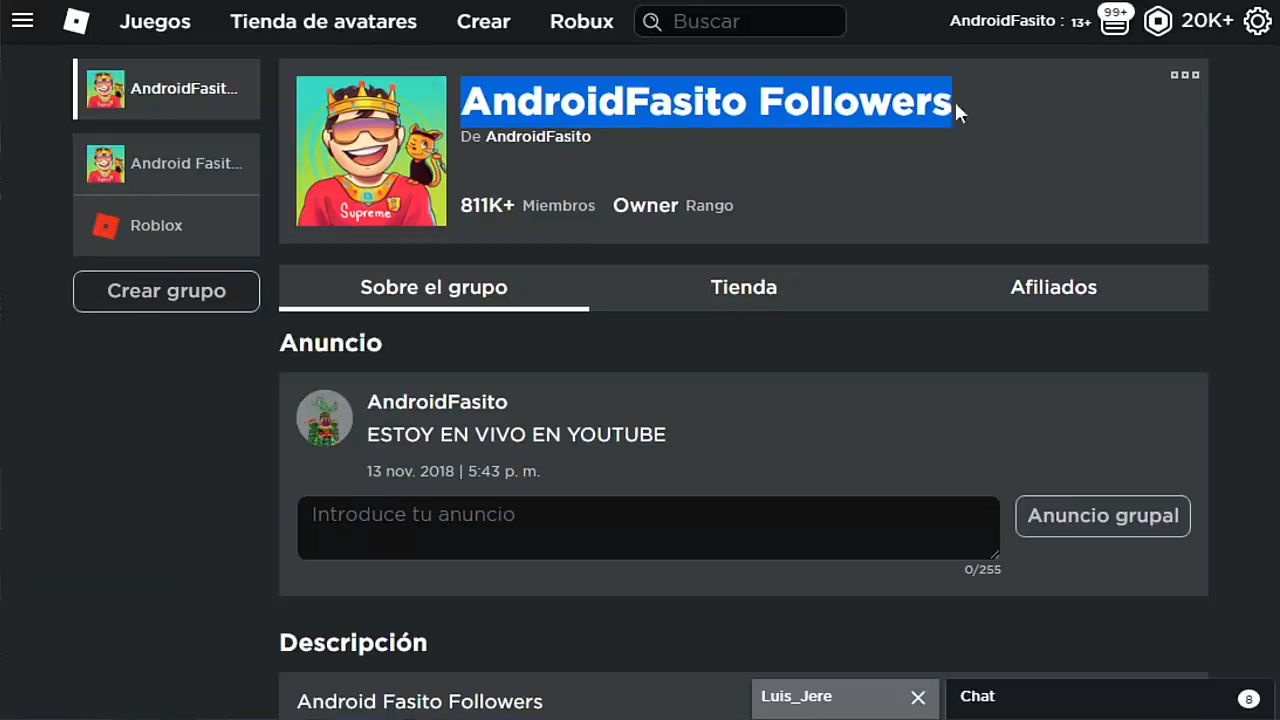 Juegos Tienda de avatares Crear Robux Buscar AndroidFasito : 13+ 99+ 20K+
AndroidFasit...
Android Fasit...
Roblox
Crear grupo
Supreme
AndroidFasito Followers
De AndroidFasito
811K+ Miembros Owner Rango
Sobre el grupo Tienda Afiliados
Anuncio
AndroidFasito
ESTOY EN VIVO EN YOUTUBE
13 nov. 2018 | 5:43 p. m.
Introduce tu anuncio
Anuncio grupal
0/255
Descripción
Android Fasito Followers
Luis_Jere
Chat 8